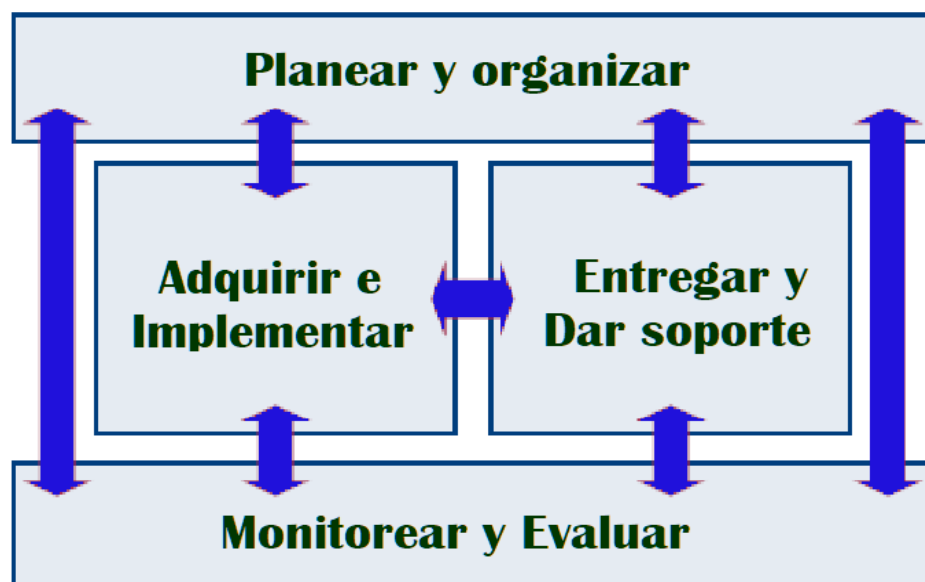 Planear y organizar
Adquirir e
Implementar
Entregar y
Dar soporte
Monitorear y Evaluar